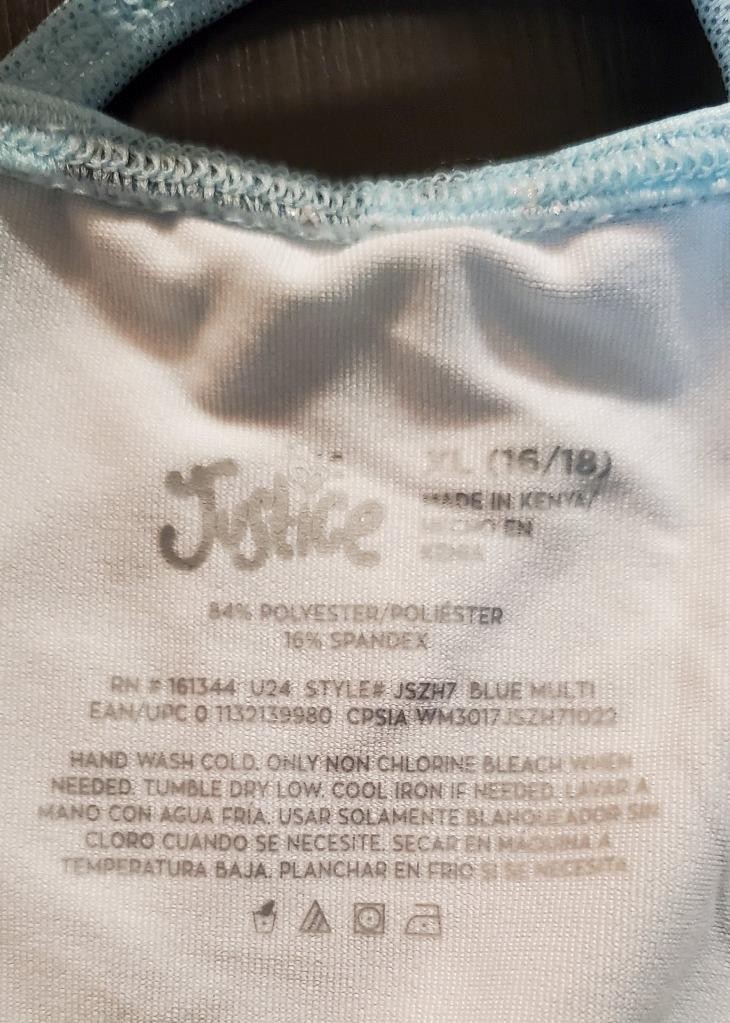 Justice
XL (16/18)
MADE IN KENYA/
HECHO EN
KENIA
84% POLYESTER/POLIÉSTER
16% SPANDEX
RN # 161344 U24 STYLE# JSZH7 BLUE MULTI
EAN/UPC 0 1132139980 CPSIA WM3017JSZH71022
HAND WASH COLD. ONLY NON CHLORINE BLEACH WHEN
NEEDED. TUMBLE DRY LOW. COOL IRON IF NEEDED. LAVAR A
MANO CON AGUA FRÍA. USAR SOLAMENTE BLANQUEADOR SIN
CLORO CUANDO SE NECESITE. SECAR EN MÁQUINA A
TEMPERATURA BAJA. PLANCHAR EN FRIO SI SE NECESITA